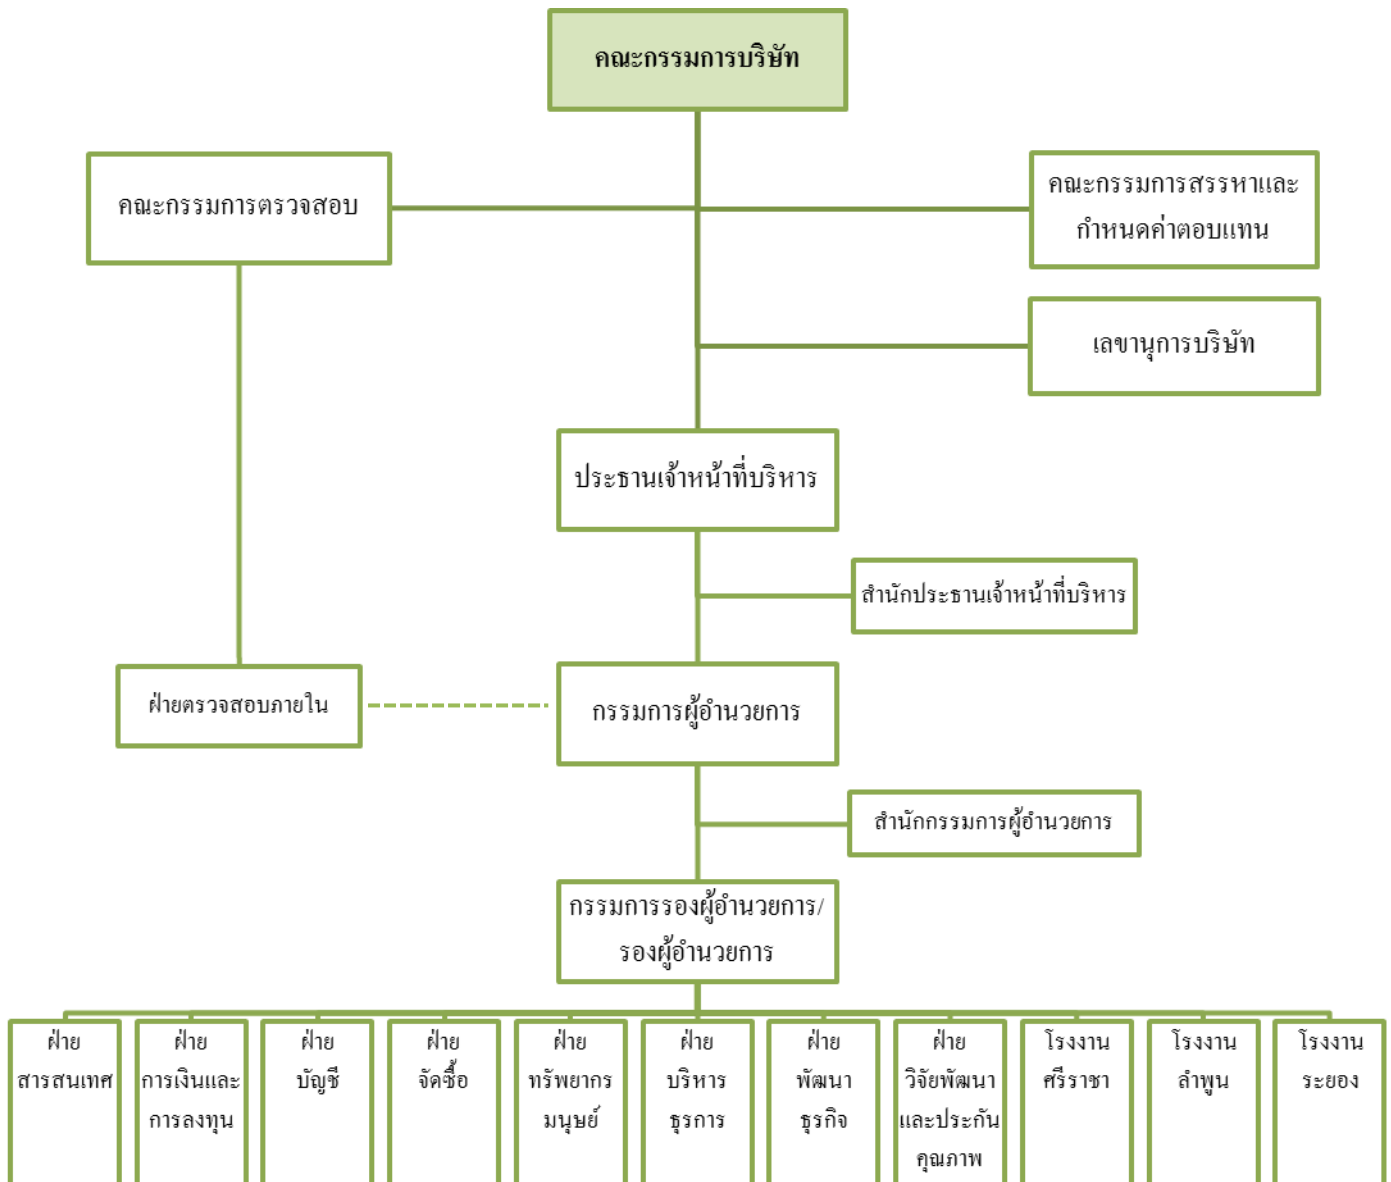 คณะกรรมการบริษัท
คณะกรรมการตรวจสอบ
คณะกรรมการสรรหาและ
กำหนดค่าตอบแทน
เลขานุการบริษัท
ประธานเจ้าหน้าที่บริหาร
สำนักประธานเจ้าหน้าที่บริหาร
ฝ่ายตรวจสอบภายใน
กรรมการผู้อำนวยการ
สำนักกรรมการผู้อำนวยการ
กรรมการรองผู้อำนวยการ/
รองผู้อำนวยการ
ฝ่าย
สารสนเทศ
ฝ่าย
การเงินและ
การลงทุน
ฝ่าย
บัญชี
ฝ่าย
จัดซื้อ
ฝ่าย
ทรัพยากร
มนุษย์
ฝ่าย
บริหาร
ธุรการ
ฝ่าย
พัฒนา
ธุรกิจ
ฝ่าย
วิจัยพัฒนา
และประกัน
คุณภาพ
โรงงาน
ศรีราชา
โรงงาน
ลำพูน
โรงงาน
ระยอง